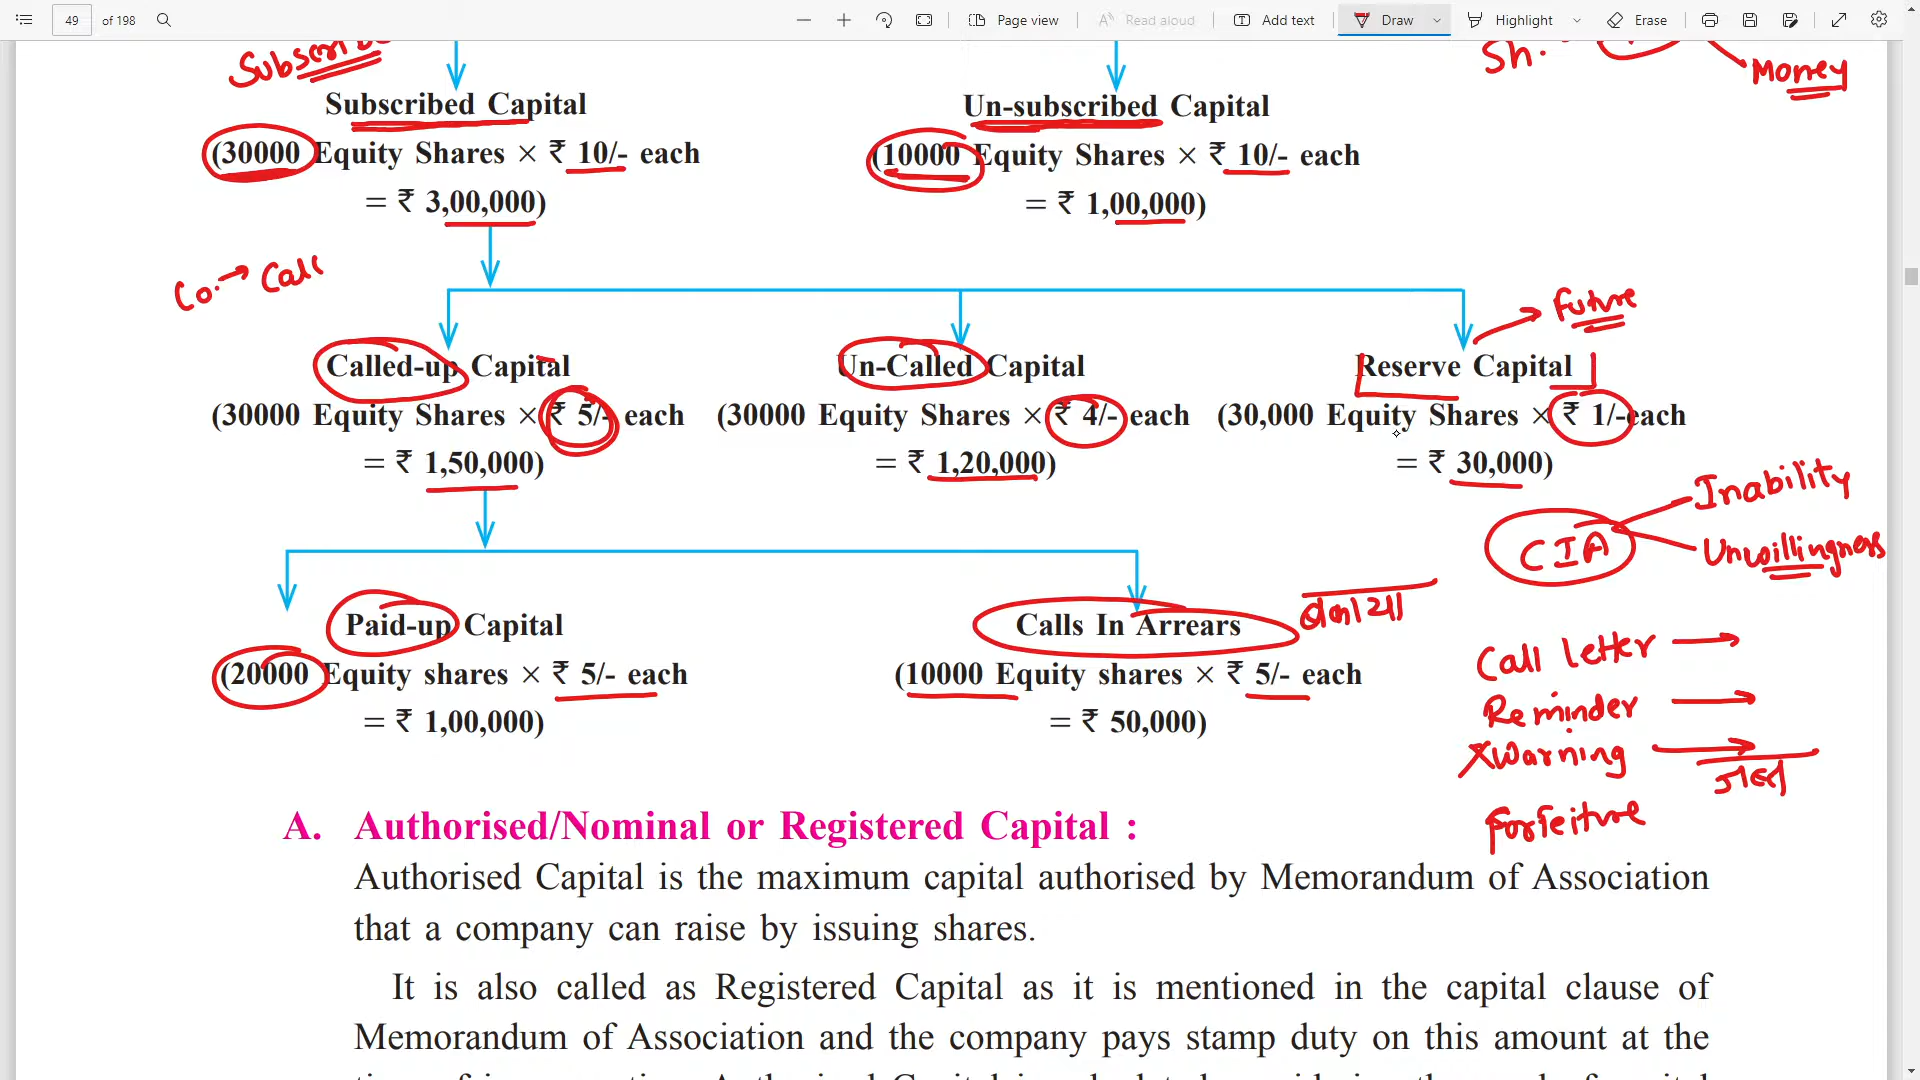 49 of 198 Page view Read aloud Add text Draw Highlight Erase
Sh.
Money
Subscribed Capital
(30000 Equity Shares × ₹ 10/- each
= ₹ 3,00,000)
Un-subscribed Capital
(10000 Equity Shares × ₹ 10/- each
= ₹ 1,00,000)
Co. → Call
Future
Called-up Capital
(30000 Equity Shares × ₹ 5/- each
= ₹ 1,50,000)
Un-Called Capital
(30000 Equity Shares × ₹ 4/- each
= ₹ 1,20,000)
Reserve Capital
(30,000 Equity Shares × ₹ 1/-each
= ₹ 30,000)
CIA
Inability
Unwillingness
Paid-up Capital
(20000 Equity shares × ₹ 5/- each
= ₹ 1,00,000)
Calls In Arrears
(10000 Equity shares × ₹ 5/- each
= ₹ 50,000)
Call letter →
Reminder →
Warning →
Forfeiture
A. Authorised/Nominal or Registered Capital :
Authorised Capital is the maximum capital authorised by Memorandum of Association
that a company can raise by issuing shares.
It is also called as Registered Capital as it is mentioned in the capital clause of
Memorandum of Association and the company pays stamp duty on this amount at the